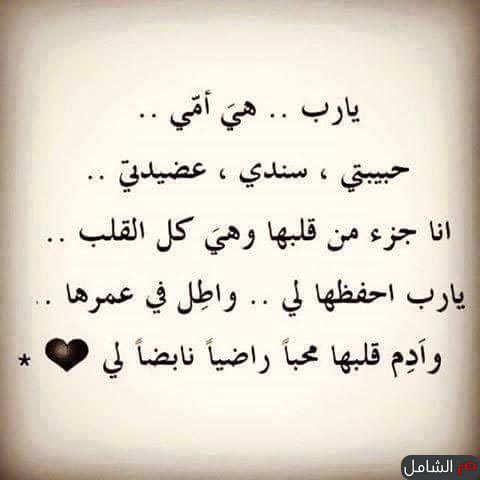 يارب .. هيَ أمّي ..
حبيبتي ، سندي ، عضيدتيّ ..
انا جزء من قلبها وهيَ كل القلب ..
يارب احفظها لي .. واطِل في عمرها ..
واَدِم قلبها محباً راضياً نابضاً لي 🖤 *
الشامل